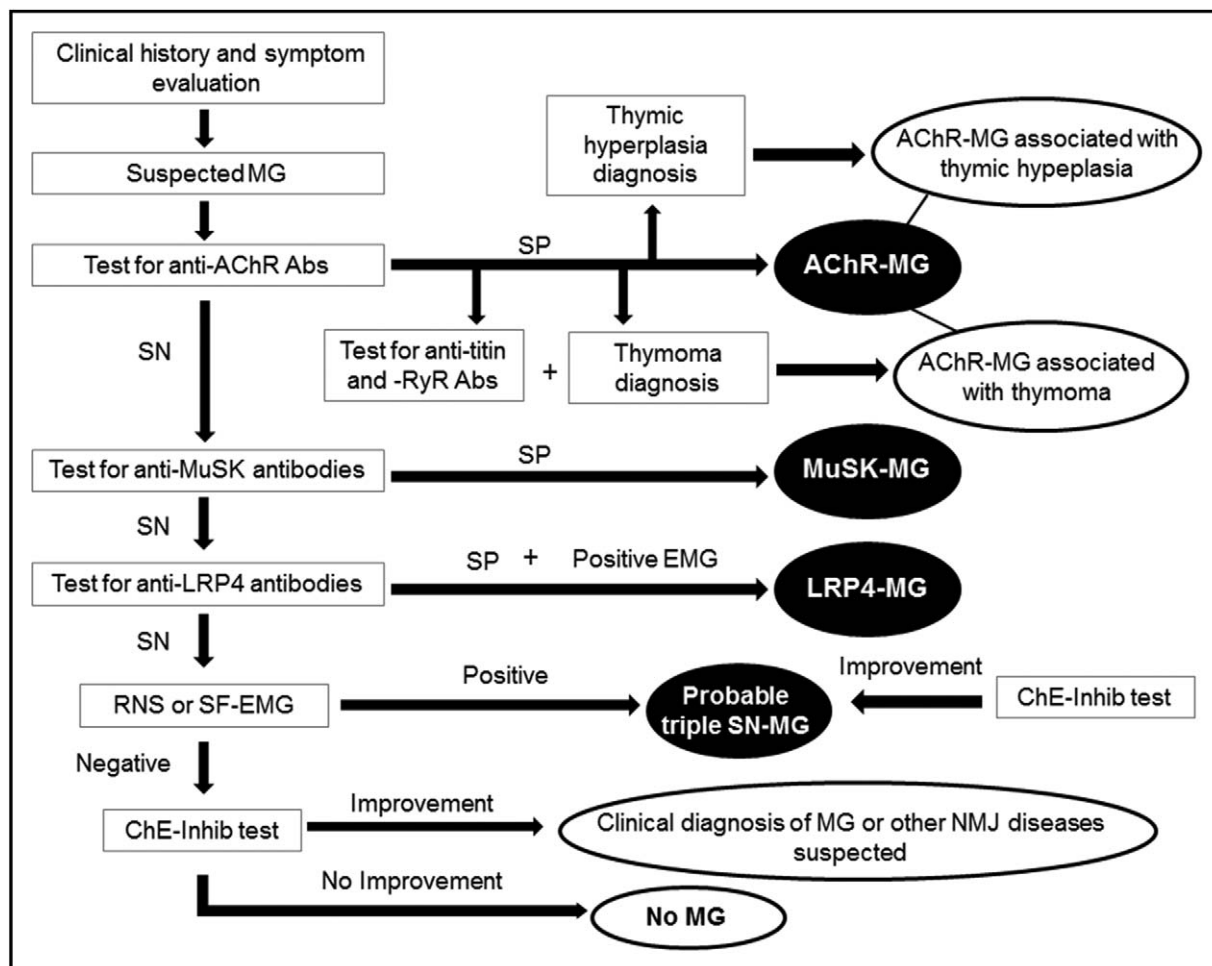 Clinical history and symptom
evaluation
Suspected MG
Test for anti-AChR Abs
SP
Thymic
hyperplasia
diagnosis
AChR-MG associated with
thymic hypeplasia
AChR-MG
Test for anti-titin
and -RyR Abs
+
Thymoma
diagnosis
AChR-MG associated
with thymoma
SN
Test for anti-MuSK antibodies
SP
MuSK-MG
SN
Test for anti-LRP4 antibodies
SP + Positive EMG
LRP4-MG
SN
RNS or SF-EMG
Positive
Probable
triple SN-MG
Improvement
ChE-Inhib test
Negative
ChE-Inhib test
Improvement
Clinical diagnosis of MG or other NMJ diseases
suspected
No Improvement
No MG